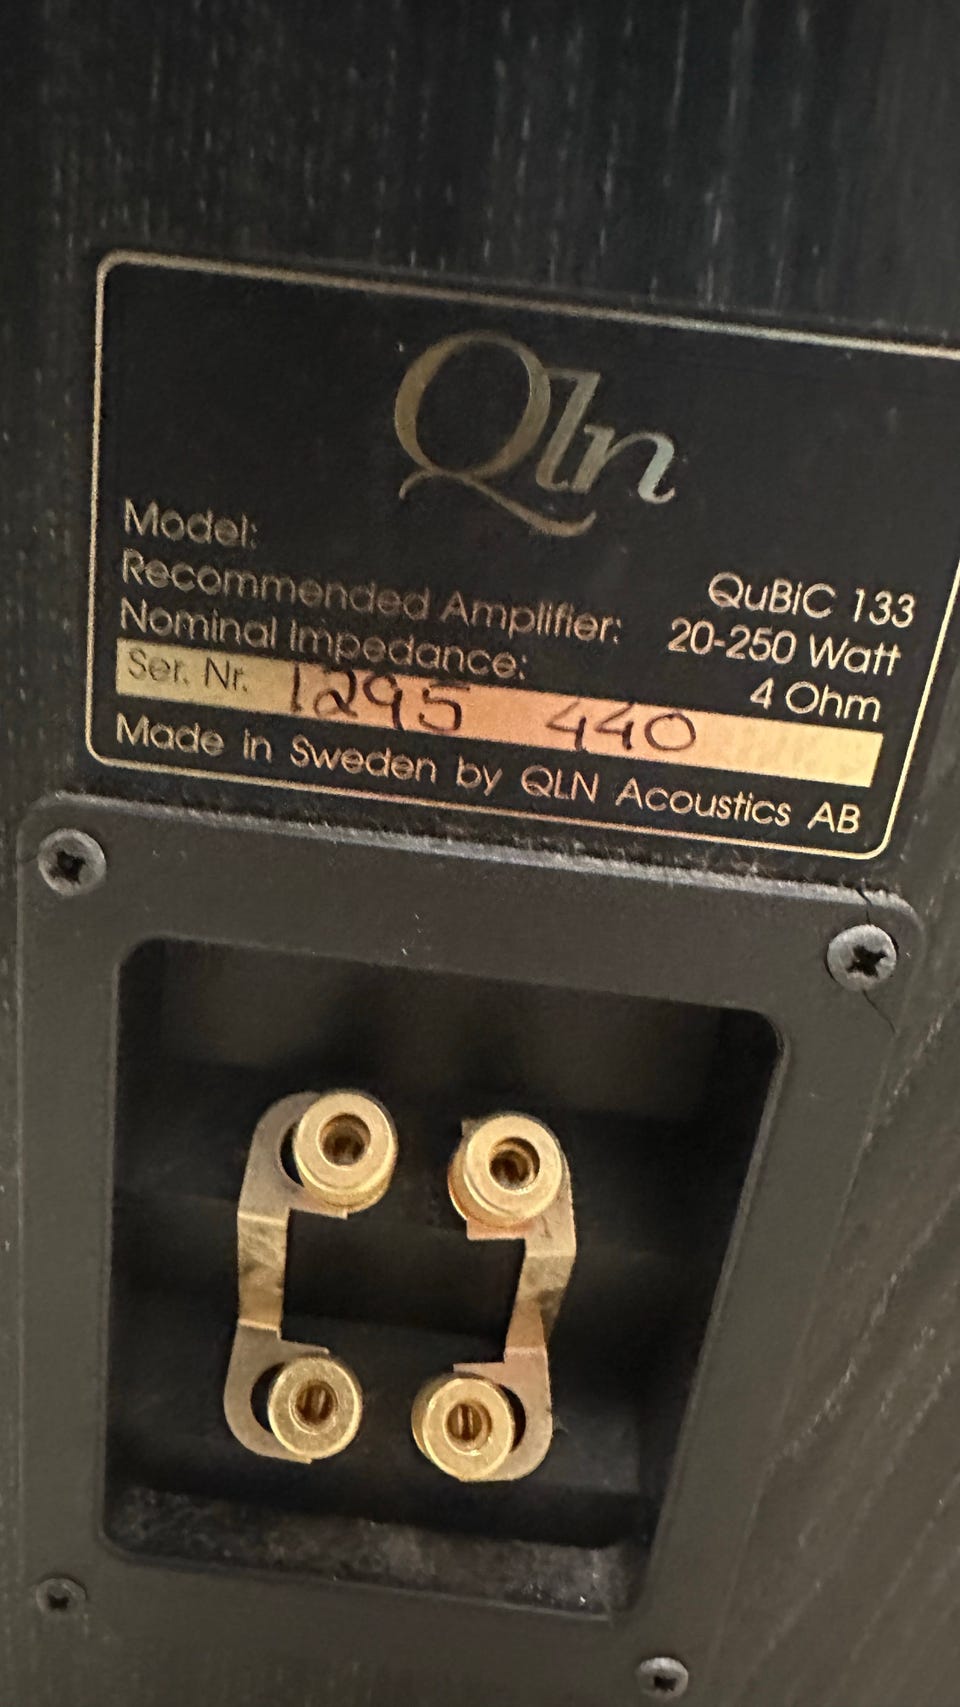 Qln
Model: QuBiC 133
Recommended Amplifier: 20-250 Watt
Nominal Impedance: 4 Ohm
Ser. Nr. 1295 440
Made in Sweden by QLN Acoustics AB